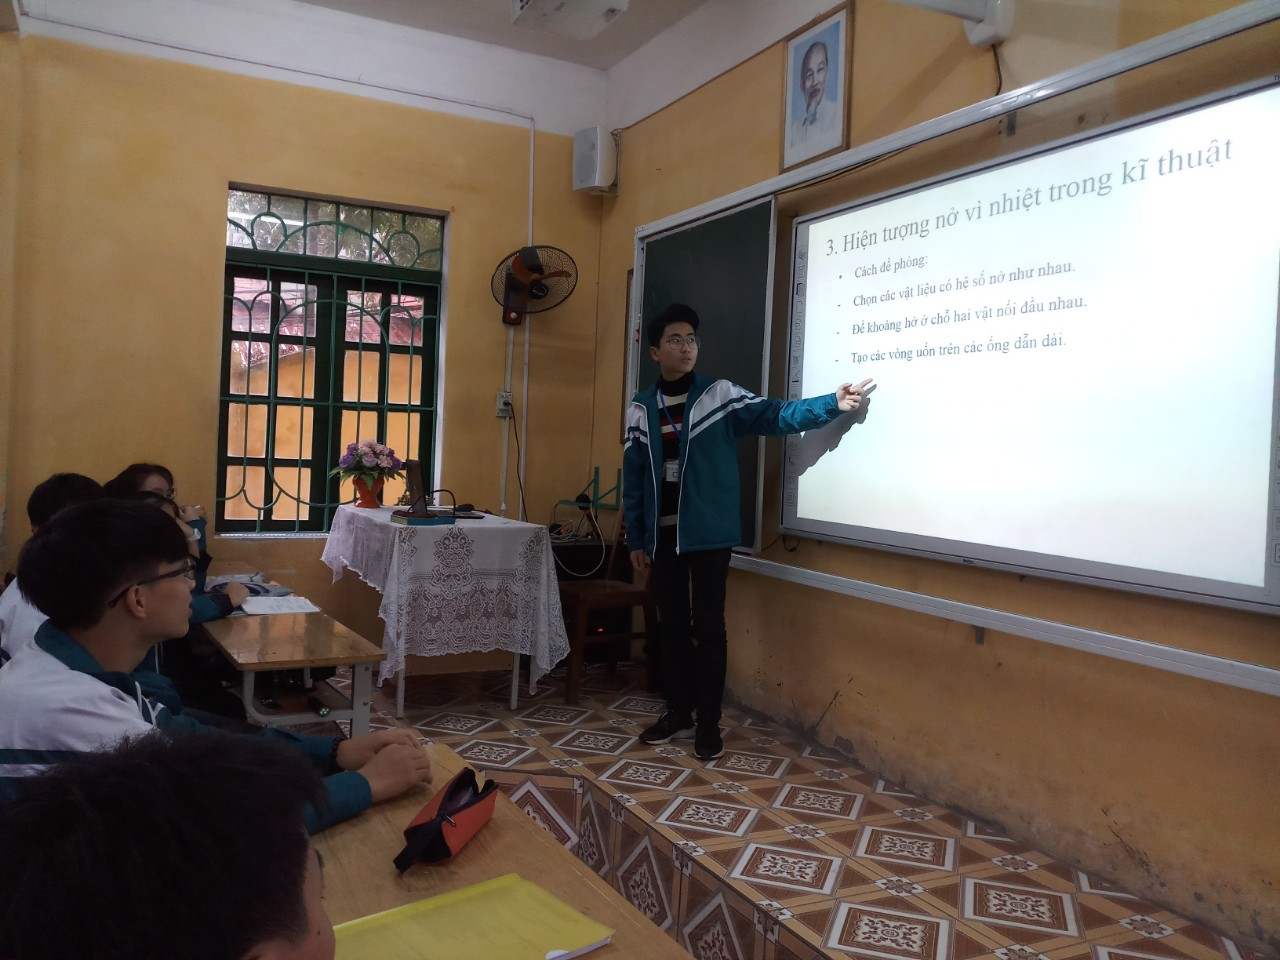 3. Hiện tượng nở vì nhiệt trong kĩ thuật
• Cách đề phòng:
- Chọn các vật liệu có hệ số nở như nhau.
- Để khoảng hở ở chỗ hai vật nối đầu nhau.
- Tạo các vòng uốn trên các ống dẫn dài.